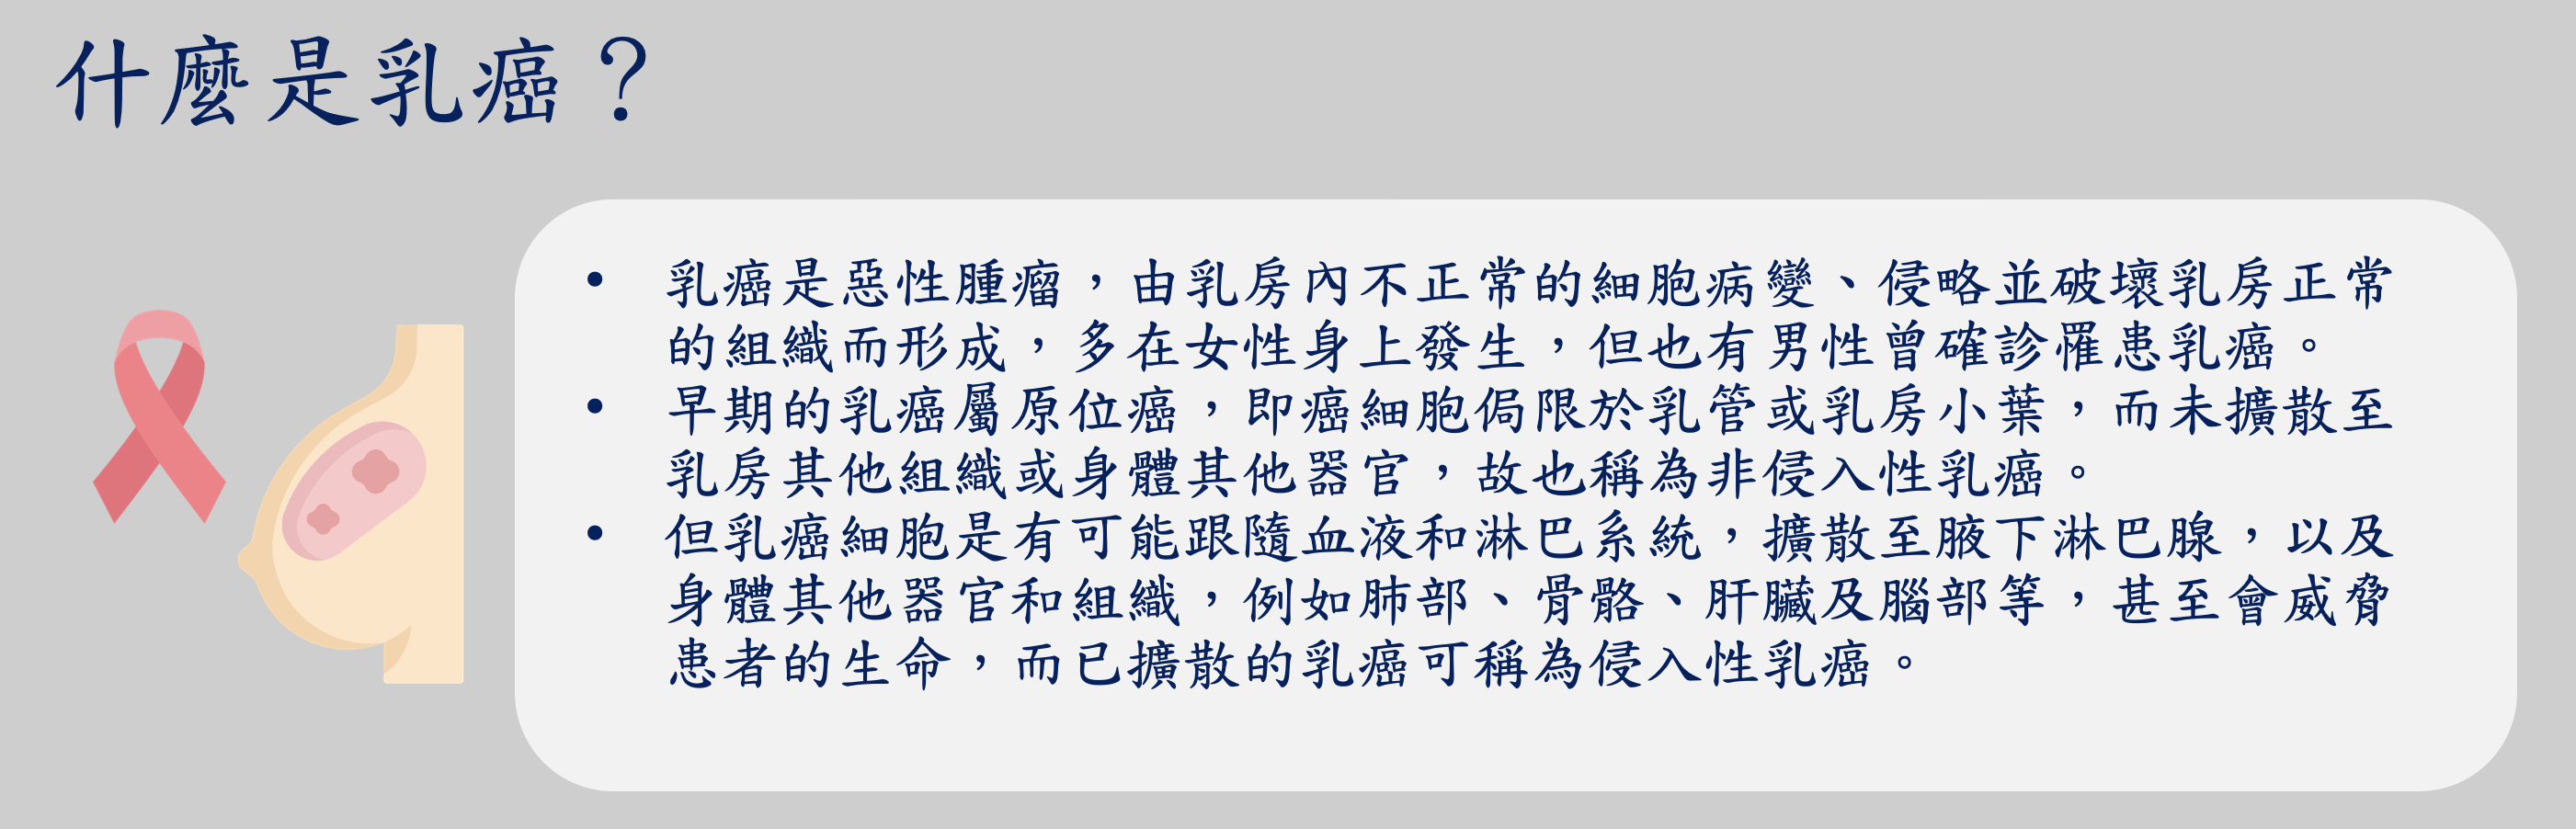 什麼是乳癌？
• 乳癌是惡性腫瘤，由乳房內不正常的細胞病變、侵略並破壞乳房正常
的組織而形成，多在女性身上發生，但也有男性曾確診罹患乳癌。
• 早期的乳癌屬原位癌，即癌細胞侷限於乳管或乳房小葉，而未擴散至
乳房其他組織或身體其他器官，故也稱為非侵入性乳癌。
• 但乳癌細胞是有可能跟隨血液和淋巴系統，擴散至腋下淋巴腺，以及
身體其他器官和組織，例如肺部、骨骼、肝臟及腦部等，甚至會威脅
患者的生命，而已擴散的乳癌可稱為侵入性乳癌。